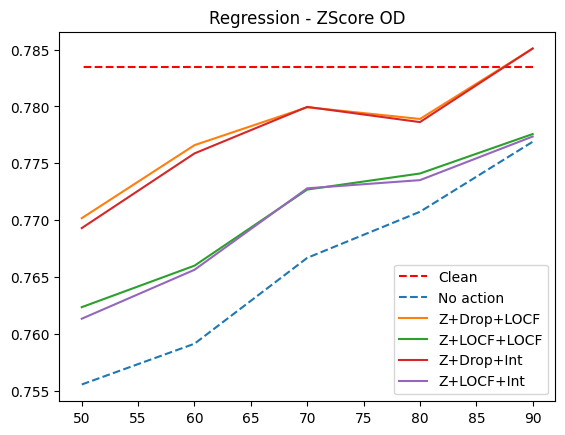 Regression - ZScore OD
0.785
0.780
0.775
0.770
0.765
0.760
0.755
50 55 60 65 70 75 80 85 90
Clean
No action
Z+Drop+LOCF
Z+LOCF+LOCF
Z+Drop+Int
Z+LOCF+Int